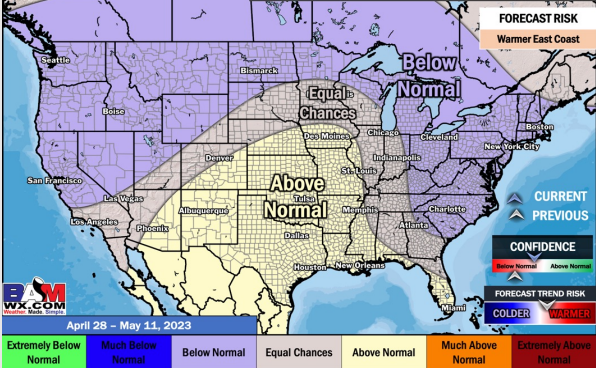 FORECAST RISK
Warmer East Coast
Seattle
Bismarck
Below
Normal
Equal
Chances
Boise
Boston
Des Moines
Chicago
Cleveland
New York City
Denver
Indianapolis
San Francisco
St. Louis
Las Vegas
Above
Normal
Tulsa
CURRENT
PREVIOUS
Los Angeles
Albuquerque
Memphis
Charlotte
Phoenix
Atlanta
Dallas
CONFIDENCE
Below Normal
Above Normal
Houston
New Orleans
BAM
WX.COM
Weather. Made. Simple.
FORECAST TREND RISK
COLDER
WARMER
Miami
April 28 – May 11, 2023
Extremely Below
Normal
Much Below
Normal
Below Normal
Equal Chances
Above Normal
Much Above
Normal
Extremely Above
Normal